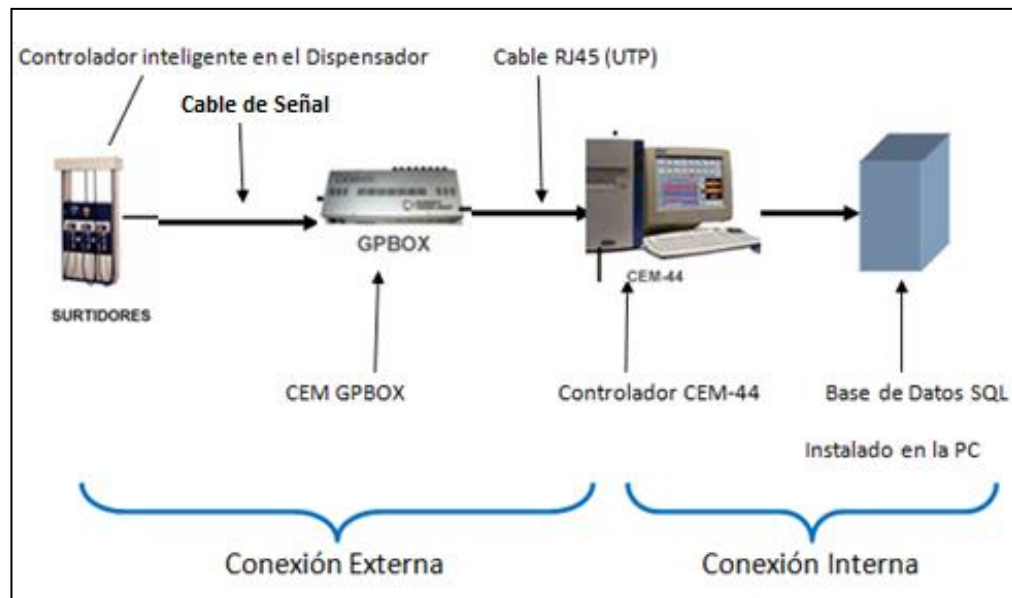 Controlador inteligente en el Dispensador
Cable RJ45 (UTP)
Cable de Señal
GPBOX
CEM-44
SURTIDORES
CEM GPBOX
Controlador CEM-44
Base de Datos SQL
Instalado en la PC
Conexión Externa
Conexión Interna